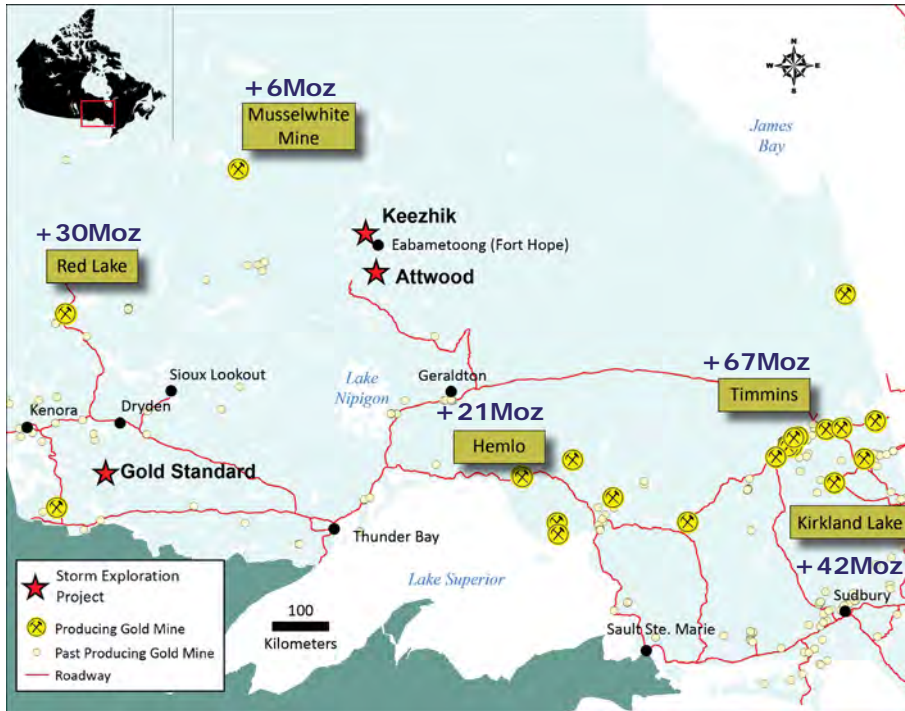 +6Moz
Musselwhite
Mine
N
W
E
S
James
Bay
Keezhik
Eabametoong (Fort Hope)
Attwood
+30Moz
Red Lake
Sioux Lookout
Kenora
Dryden
Gold Standard
Lake
Nipigon
Geraldton
+21Moz
Hemlo
+67Moz
Timmins
Thunder Bay
Kirkland Lake
+42Moz
Sudbury
Lake Superior
Sault Ste. Marie
100
Kilometers
Storm Exploration
Project
Producing Gold Mine
Past Producing Gold Mine
Roadway